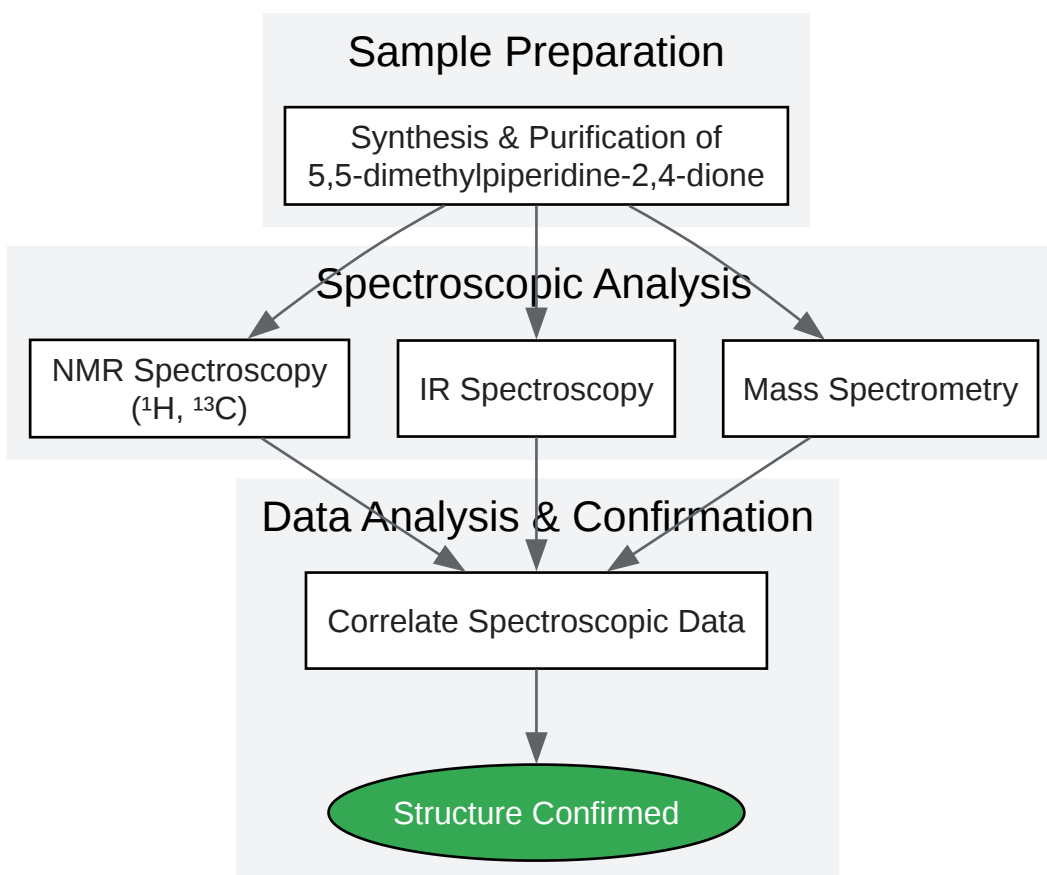 Sample Preparation
Synthesis & Purification of
5,5-dimethylpiperidine-2,4-dione
Spectroscopic Analysis
NMR Spectroscopy
(¹H, ¹³C)
IR Spectroscopy
Mass Spectrometry
Data Analysis & Confirmation
Correlate Spectroscopic Data
Structure Confirmed